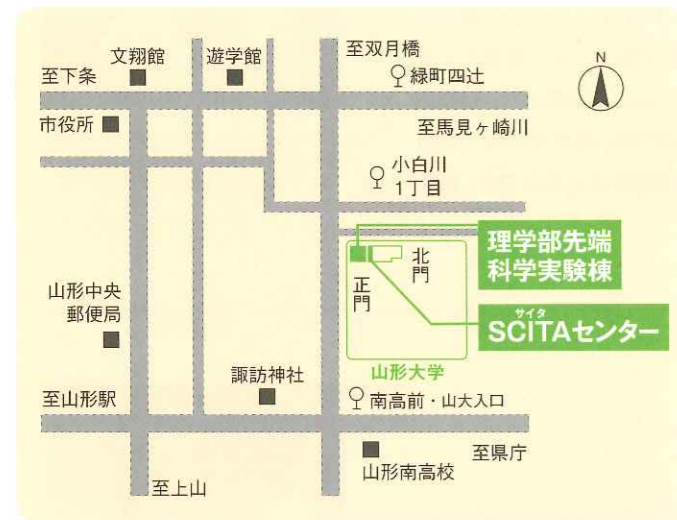 至双月橋
文翔館
遊学館
至下条
緑町四辻
N
市役所
至馬見ヶ崎川
小白川
1丁目
理学部先端
科学実験棟
北門
正門
サイタ
SCITAセンター
山形中央
郵便局
山形大学
諏訪神社
至山形駅
南高前・山大入口
至県庁
山形南高校
至上山